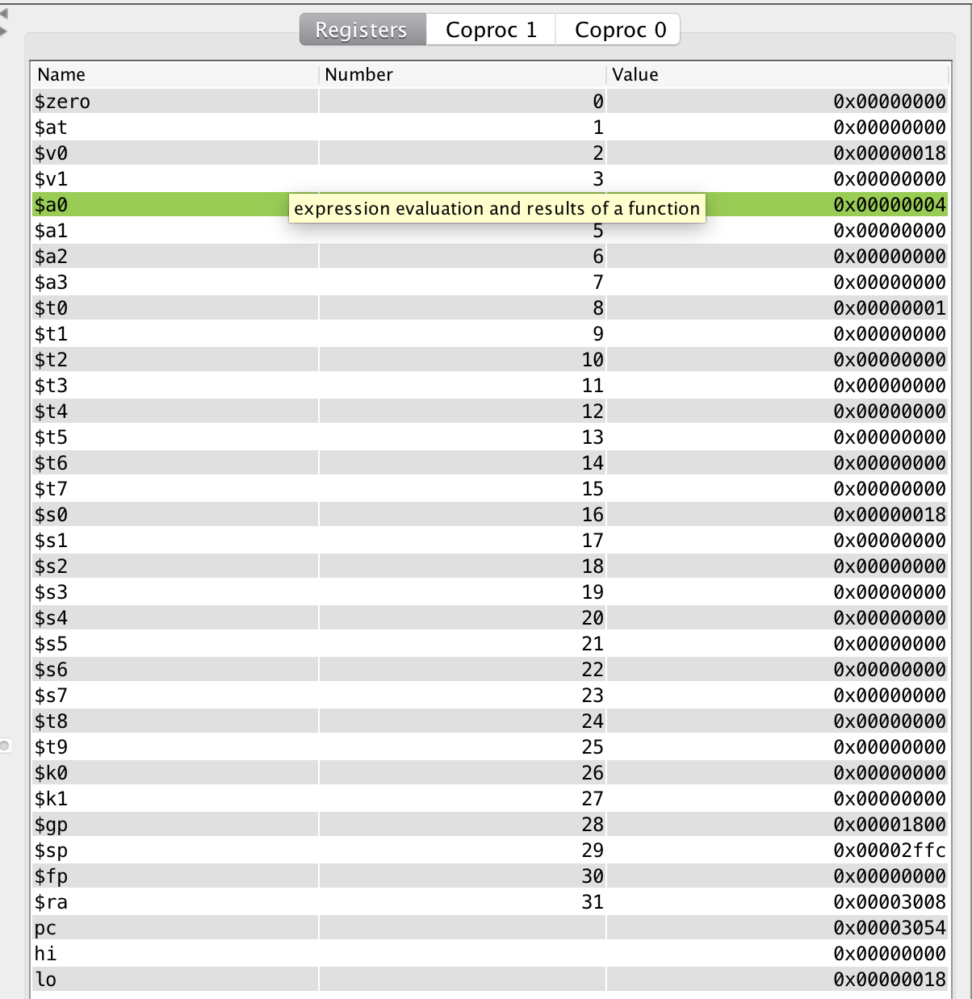 Registers Coproc 1 Coproc 0
Name Number Value
$zero 0 0x00000000
$at 1 0x00000000
$v0 2 0x00000018
$v1 3 0x00000000
$a0 0x00000004
expression evaluation and results of a function
$a1 5 0x00000000
$a2 6 0x00000000
$a3 7 0x00000000
$t0 8 0x00000001
$t1 9 0x00000000
$t2 10 0x00000000
$t3 11 0x00000000
$t4 12 0x00000000
$t5 13 0x00000000
$t6 14 0x00000000
$t7 15 0x00000000
$s0 16 0x00000018
$s1 17 0x00000000
$s2 18 0x00000000
$s3 19 0x00000000
$s4 20 0x00000000
$s5 21 0x00000000
$s6 22 0x00000000
$s7 23 0x00000000
$t8 24 0x00000000
$t9 25 0x00000000
$k0 26 0x00000000
$k1 27 0x00000000
$gp 28 0x00001800
$sp 29 0x00002ffc
$fp 30 0x00000000
$ra 31 0x00003008
pc 0x00003054
hi 0x00000000
lo 0x00000018